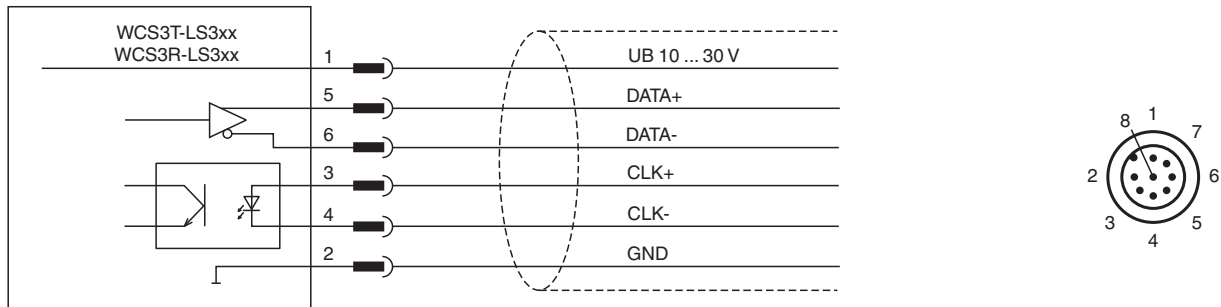 WCS3T-LS3xx
WCS3R-LS3xx
1
UB 10 ... 30 V
5
DATA+
6
DATA-
3
CLK+
4
CLK-
2
GND
8
1
7
2
6
3
5
4